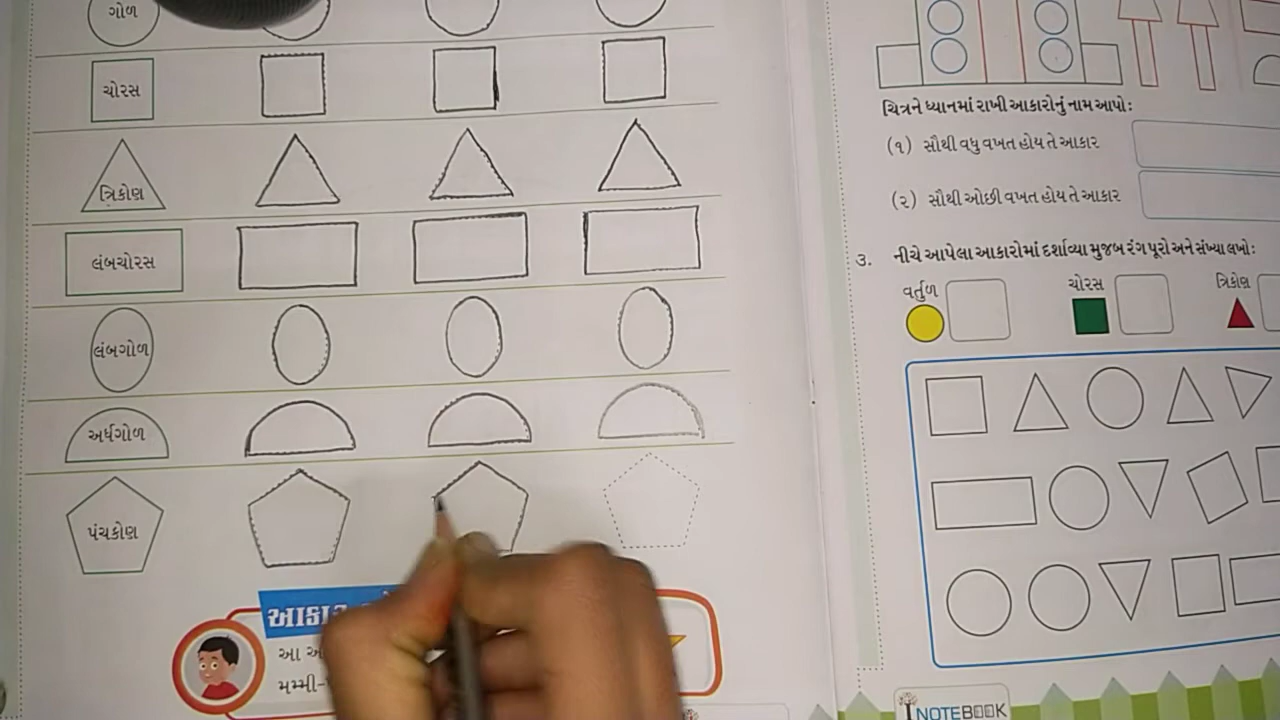 ગોળ
ચોરસ
ત્રિકોણ
લંબચોરસ
લંબગોળ
અર્ધગોળ
પંચકોણ
આ
મમ્મી-
ચિત્રને ધ્યાનમાં રાખી આકારોનું નામ આપો :
(૧) સૌથી વધુ વખત હોય તે આકાર
(૨) સૌથી ઓછી વખત હોય તે આકાર
૩. નીચે આપેલા આકારોમાં દર્શાવ્યા મુજબ રંગ પૂરો અને સંખ્યા લખો :
વર્તુળ ચોરસ ત્રિકોણ
NOTEBOOK